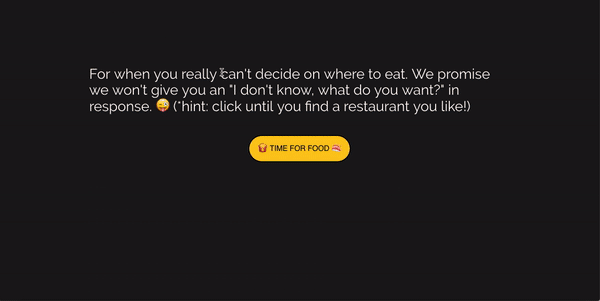 For when you really can't decide on where to eat. We promise
we won't give you an "I don't know, what do you want?" in
response. 😜 (*hint: click until you find a restaurant you like!)
🍟 TIME FOR FOOD 🍣